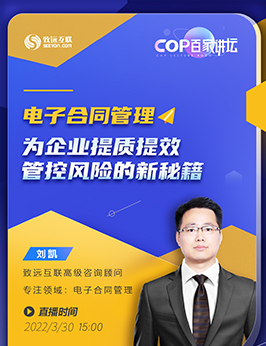 致远互联
SEEYON.COM
COP百家讲坛
电子合同管理
为企业提质提效
管控风险的新秘籍
刘凯
致远互联高级咨询顾问
专注领域：电子合同管理
直播时间
2022/3/30 15:00